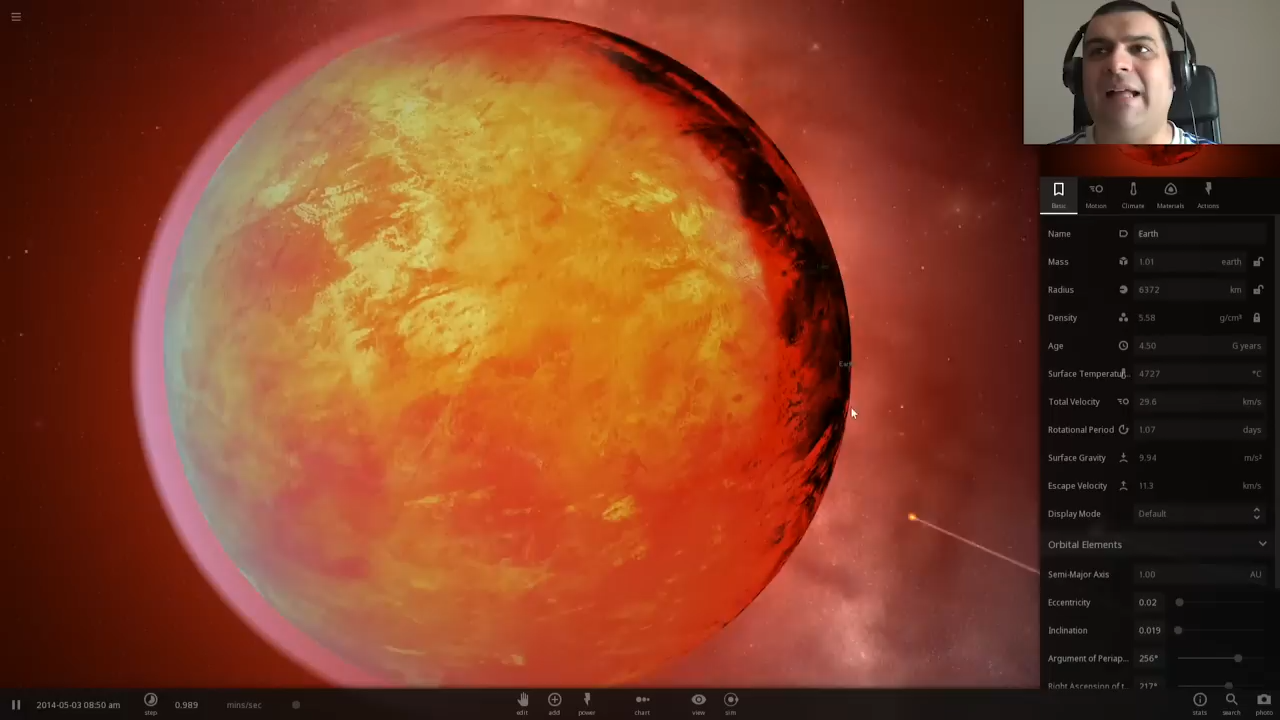 Basic Motion Climate Materials Actions
Name Earth
Mass 1.01 earth
Radius 6372 km
Density 5.58 g/cm³
Age 4.50 G years
Surface Temperatu... 4727 °C
Total Velocity 29.6 km/s
Rotational Period 1.07 days
Surface Gravity 9.94 m/s²
Escape Velocity 11.3 km/s
Display Mode Default
Orbital Elements
Semi-Major Axis 1.00 AU
Eccentricity 0.02
Inclination 0.019
Argument of Periap... 256°
Right Ascension of t... 217°
2014-05-03 08:50 am step 0.989 mins/sec edit add power chart view sim stats search photo